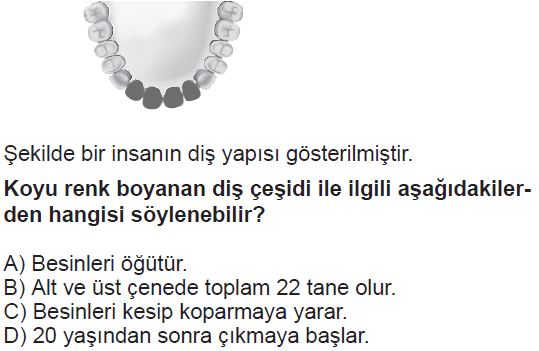 Şekilde bir insanın diş yapısı gösterilmiştir.
Koyu renk boyanan diş çeşidi ile ilgili aşağıdakiler-
den hangisi söylenebilir?
A) Besinleri öğütür.
B) Alt ve üst çenede toplam 22 tane olur.
C) Besinleri kesip koparmaya yarar.
D) 20 yaşından sonra çıkmaya başlar.